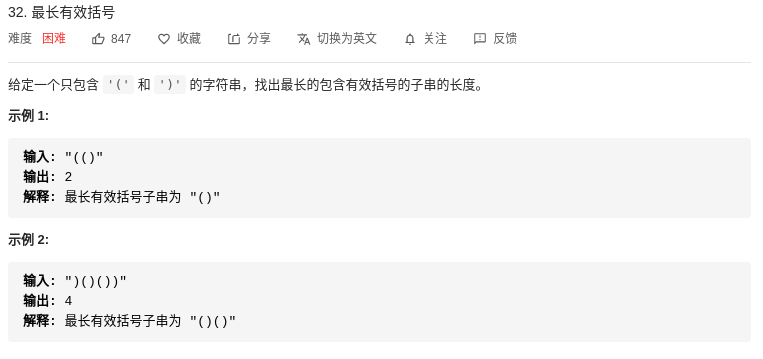 32. 最长有效括号
难度 困难 847 收藏 分享 切换为英文 关注 反馈
给定一个只包含 '(' 和 ')' 的字符串，找出最长的包含有效括号的子串的长度。
示例 1:
输入: "(()"
输出: 2
解释: 最长有效括号子串为 "()"
示例 2:
输入: ")()())"
输出: 4
解释: 最长有效括号子串为 "()()"